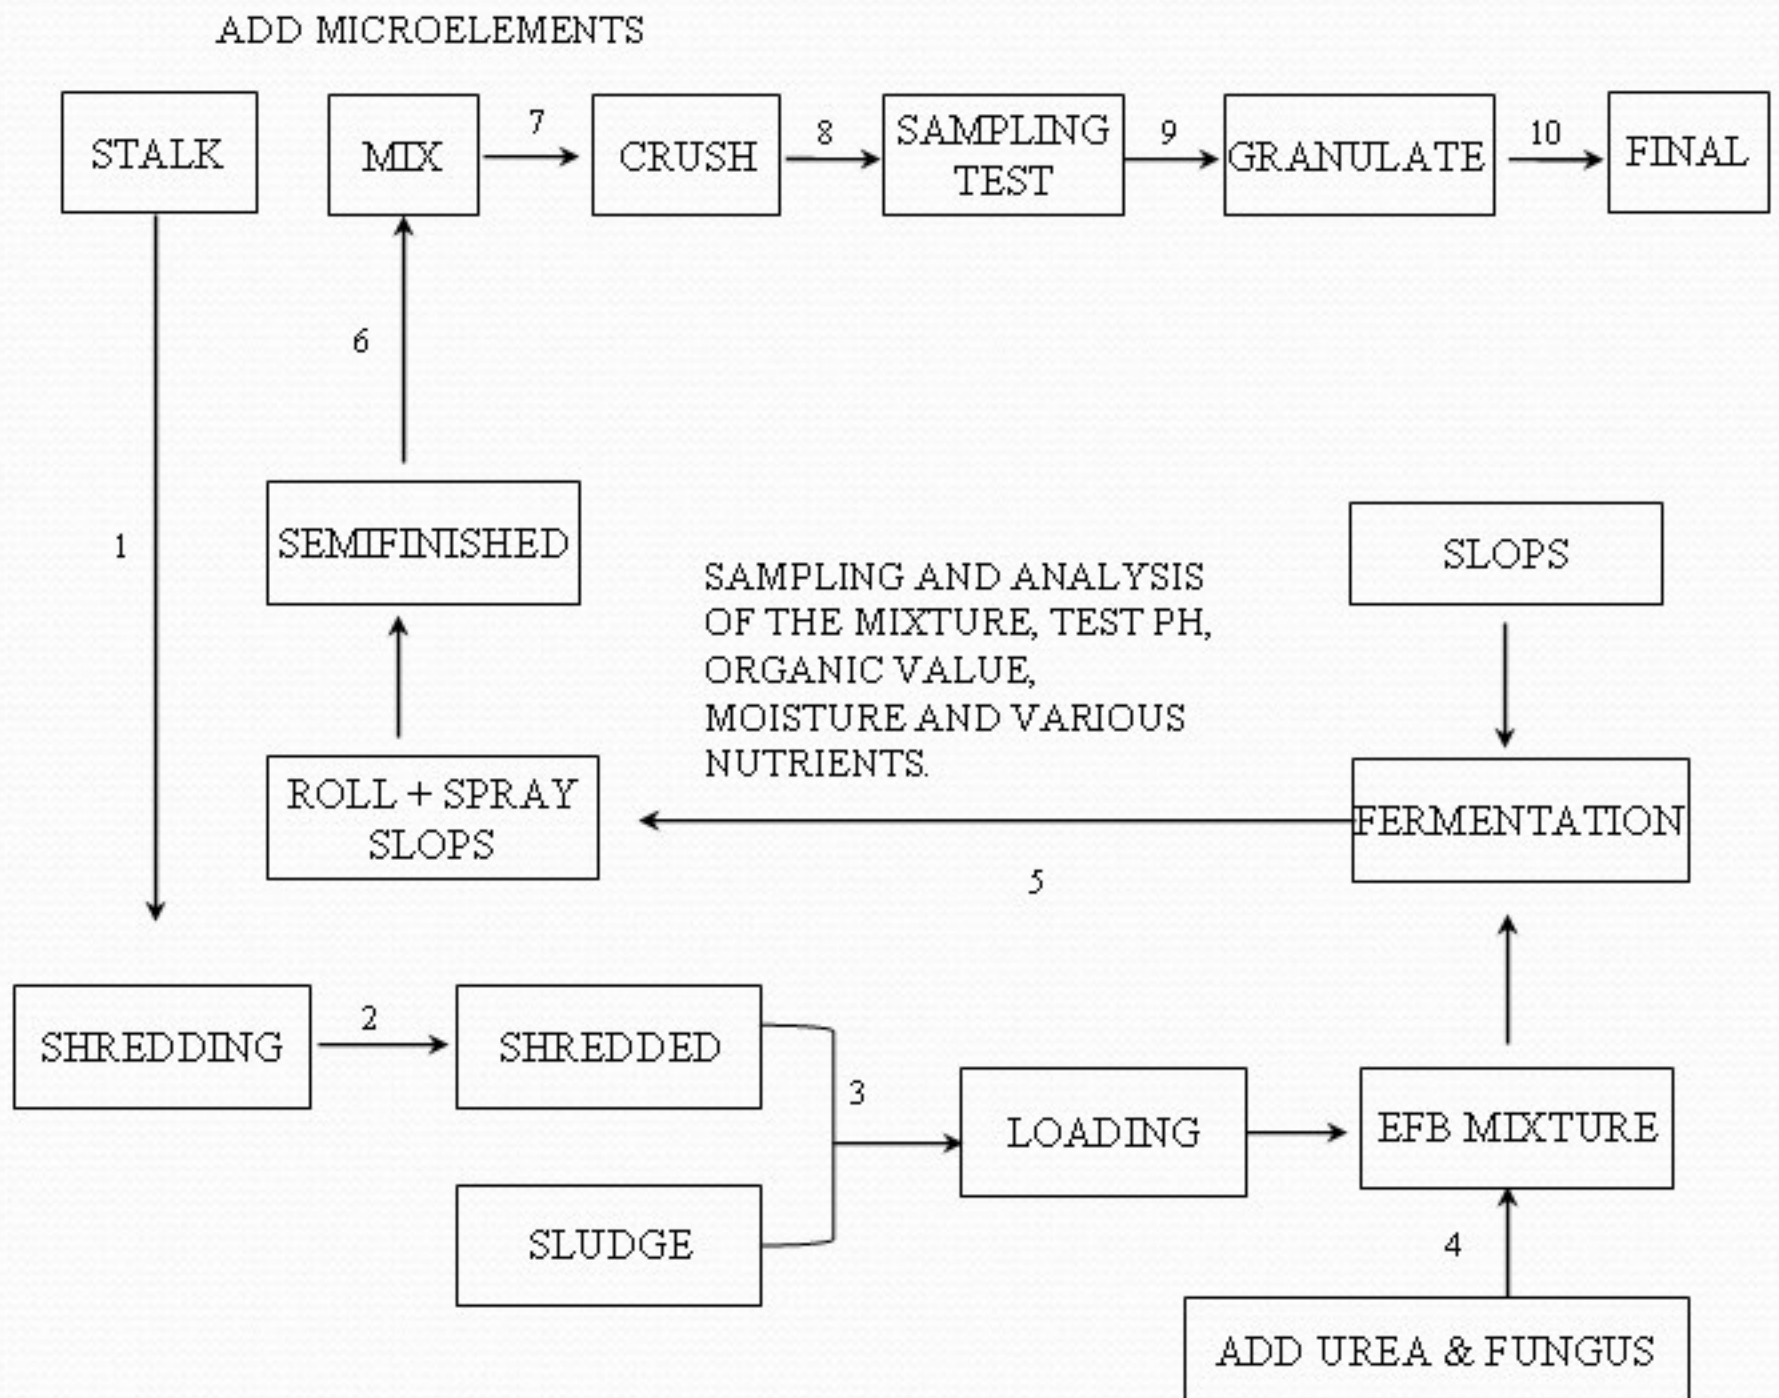 ADD MICROELEMENTS
STALK
MIX
7
CRUSH
8
SAMPLING
TEST
9
GRANULATE
10
FINAL
6
1
SEMIFINISHED
SLOPS
SAMPLING AND ANALYSIS
OF THE MIXTURE, TEST PH,
ORGANIC VALUE,
MOISTURE AND VARIOUS
NUTRIENTS.
ROLL + SPRAY
SLOPS
FERMENTATION
5
SHREDDING
2
SHREDDED
3
LOADING
EFB MIXTURE
SLUDGE
4
ADD UREA & FUNGUS